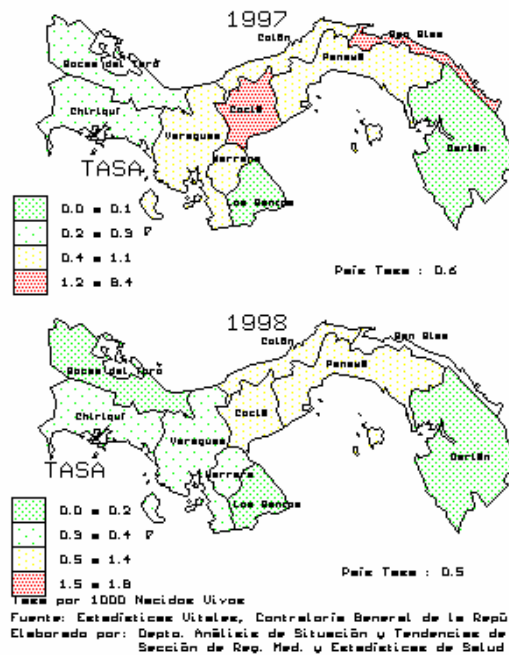 1997
Colón
San Blas
Bocas del Toro
Panamá
Chiriquí
Coclé
Veraguas
Darién
Herrera
TASA
Los Santos
0.0 a 0.1
0.2 a 0.3
0.4 a 1.1
1.2 a 8.4
País Tasa : 0.6
1998
Colón
San Blas
Bocas del Toro
Panamá
Chiriquí
Coclé
Veraguas
Darién
Herrera
TASA
Los Santos
0.0 a 0.2
0.3 a 0.4
0.5 a 1.4
1.5 a 1.8
País Tasa : 0.5
Tasa por 1000 Nacidos Vivos
Fuente: Estadísticas Vitales, Contraloría General de la Repú
Elaborado por: Depto. Análisis de Situación y Tendencias de
Sección de Reg. Med. y Estadísticas de Salud